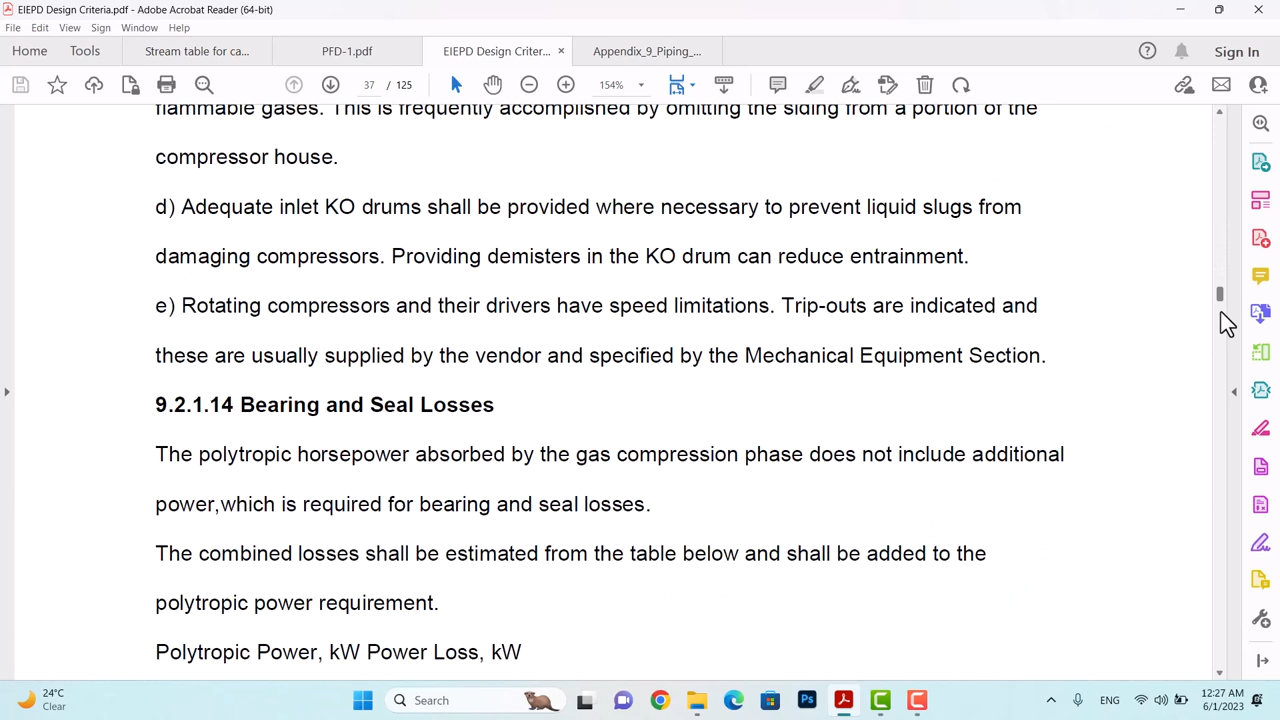 EIEPD Design Criteria.pdf - Adobe Acrobat Reader (64-bit)
File Edit View Sign Window Help
Home Tools Stream table for ca... PFD-1.pdf EIEPD Design Criter... × Appendix_9_Piping_... Sign In
37 / 125 154%
flammable gases. This is frequently accomplished by omitting the siding from a portion of the
compressor house.
d) Adequate inlet KO drums shall be provided where necessary to prevent liquid slugs from
damaging compressors. Providing demisters in the KO drum can reduce entrainment.
e) Rotating compressors and their drivers have speed limitations. Trip-outs are indicated and
these are usually supplied by the vendor and specified by the Mechanical Equipment Section.
9.2.1.14 Bearing and Seal Losses
The polytropic horsepower absorbed by the gas compression phase does not include additional
power,which is required for bearing and seal losses.
The combined losses shall be estimated from the table below and shall be added to the
polytropic power requirement.
Polytropic Power, kW Power Loss, kW
24°C
Clear
Search
Ps
ENG
12:27 AM
6/1/2023